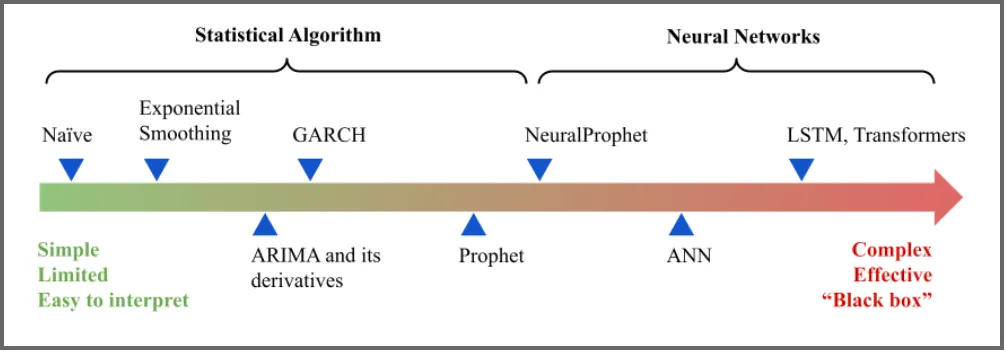 Statistical Algorithm
Neural Networks
Naïve
Exponential
Smoothing
GARCH
NeuralProphet
LSTM, Transformers
ARIMA and its
derivatives
Prophet
ANN
Simple
Limited
Easy to interpret
Complex
Effective
“Black box”